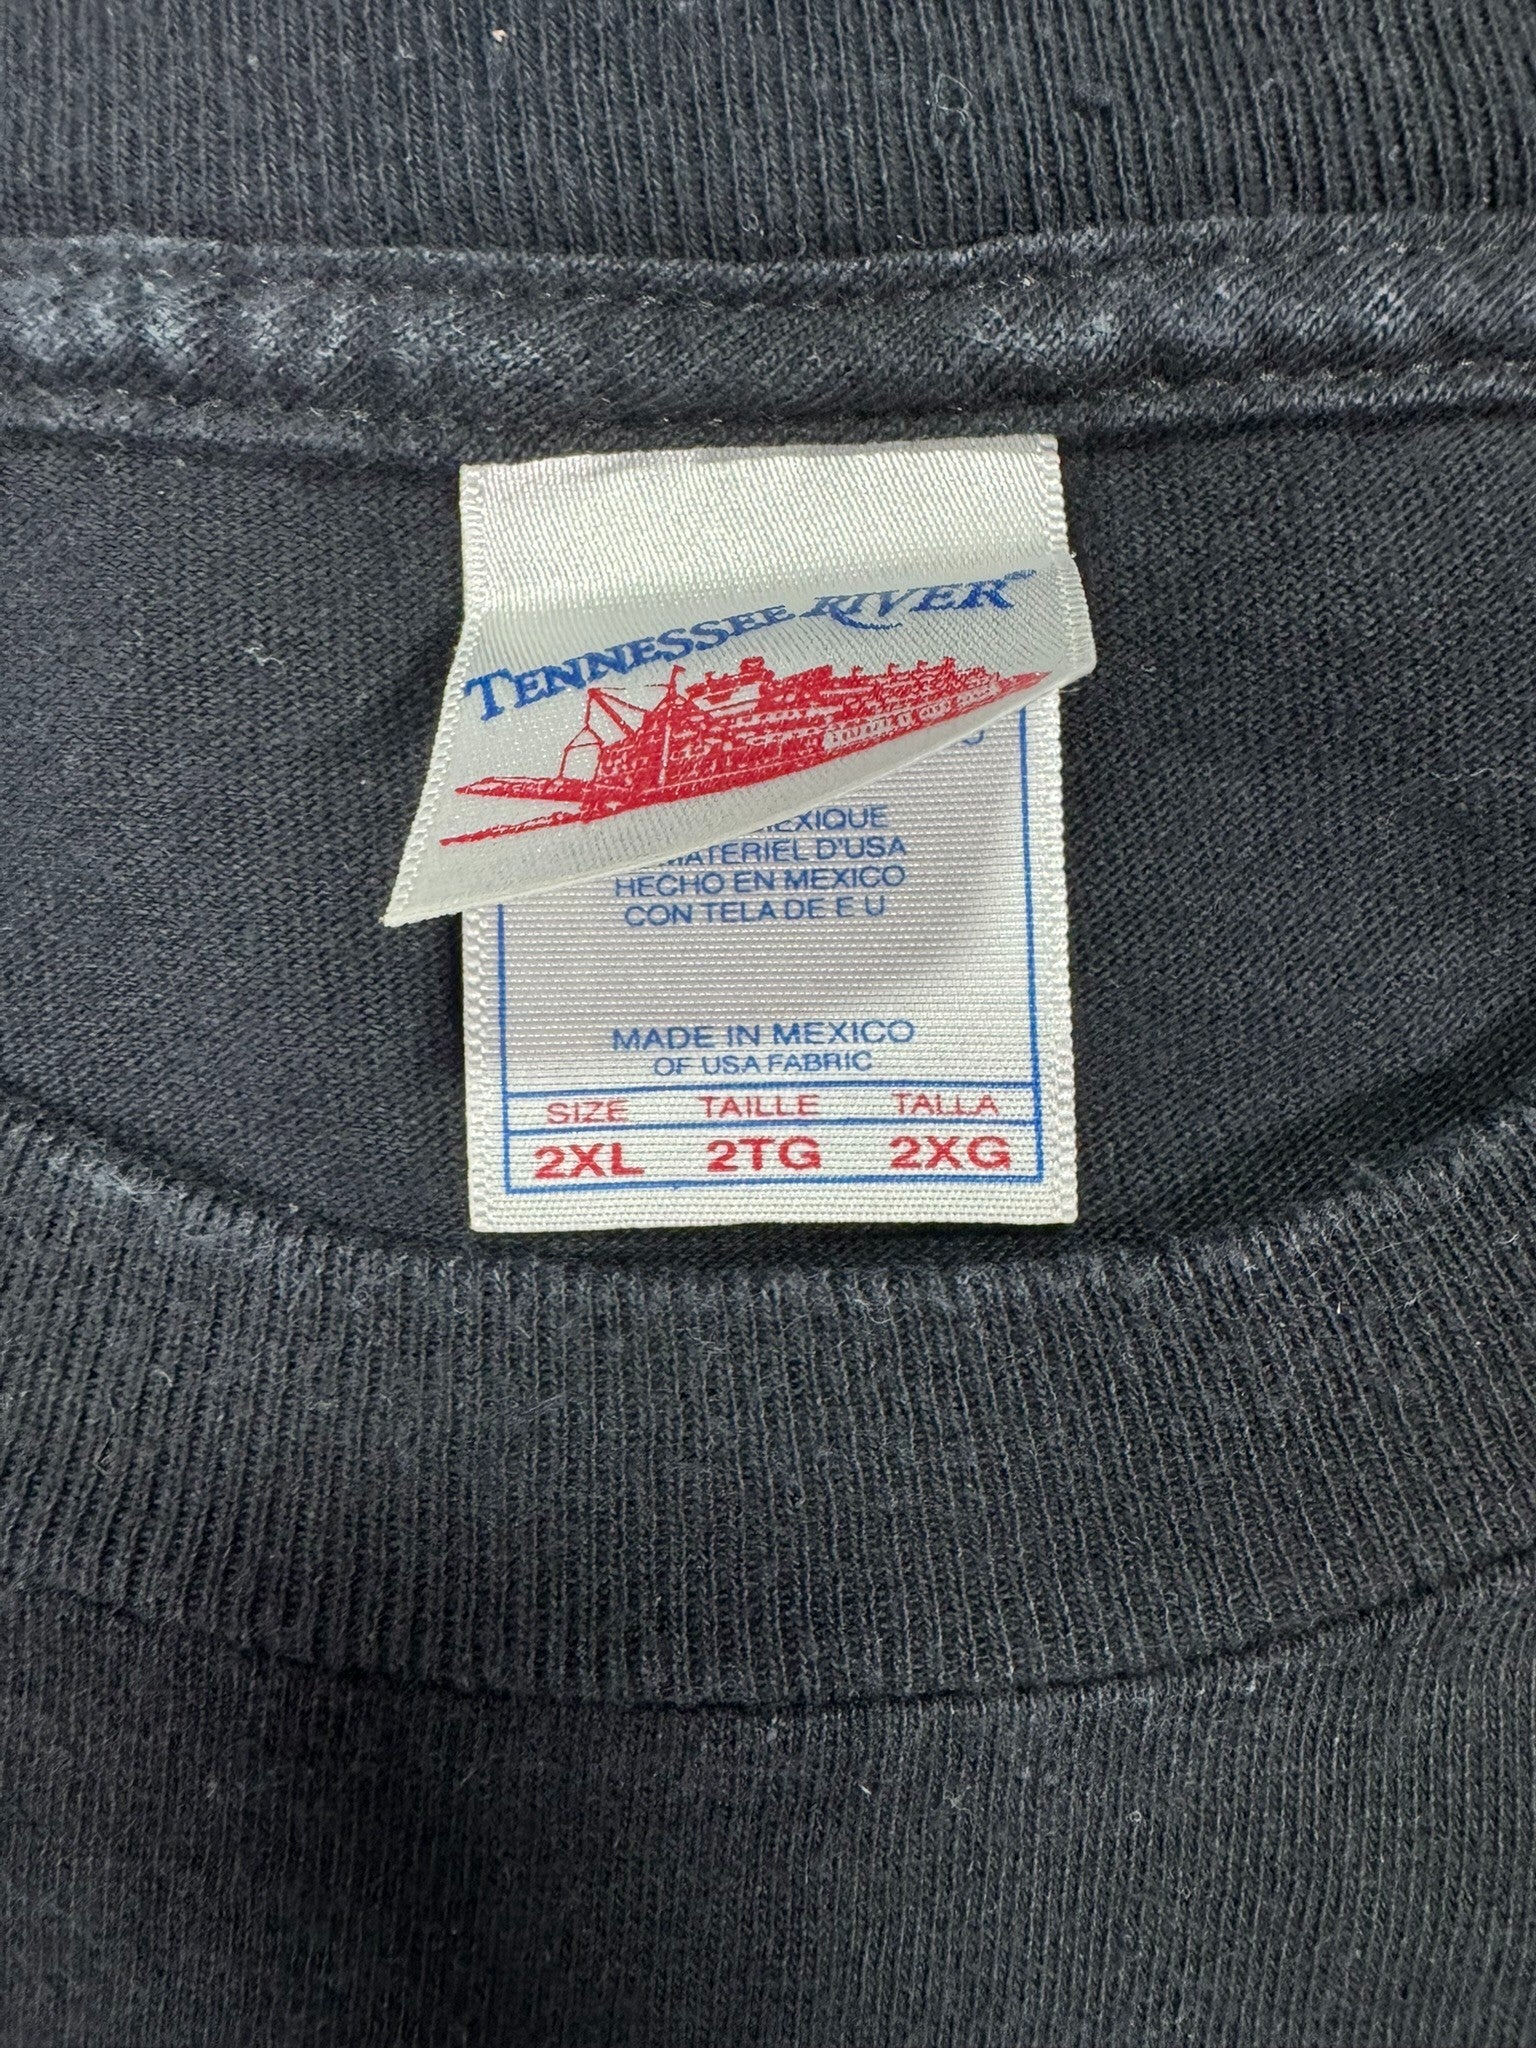 TENNESSEE RIVER™
MEXIQUE
MATERIEL D'USA
HECHO EN MEXICO
CON TELA DE E U
MADE IN MEXICO
OF USA FABRIC
SIZE TAILLE TALLA
2XL 2TG 2XG